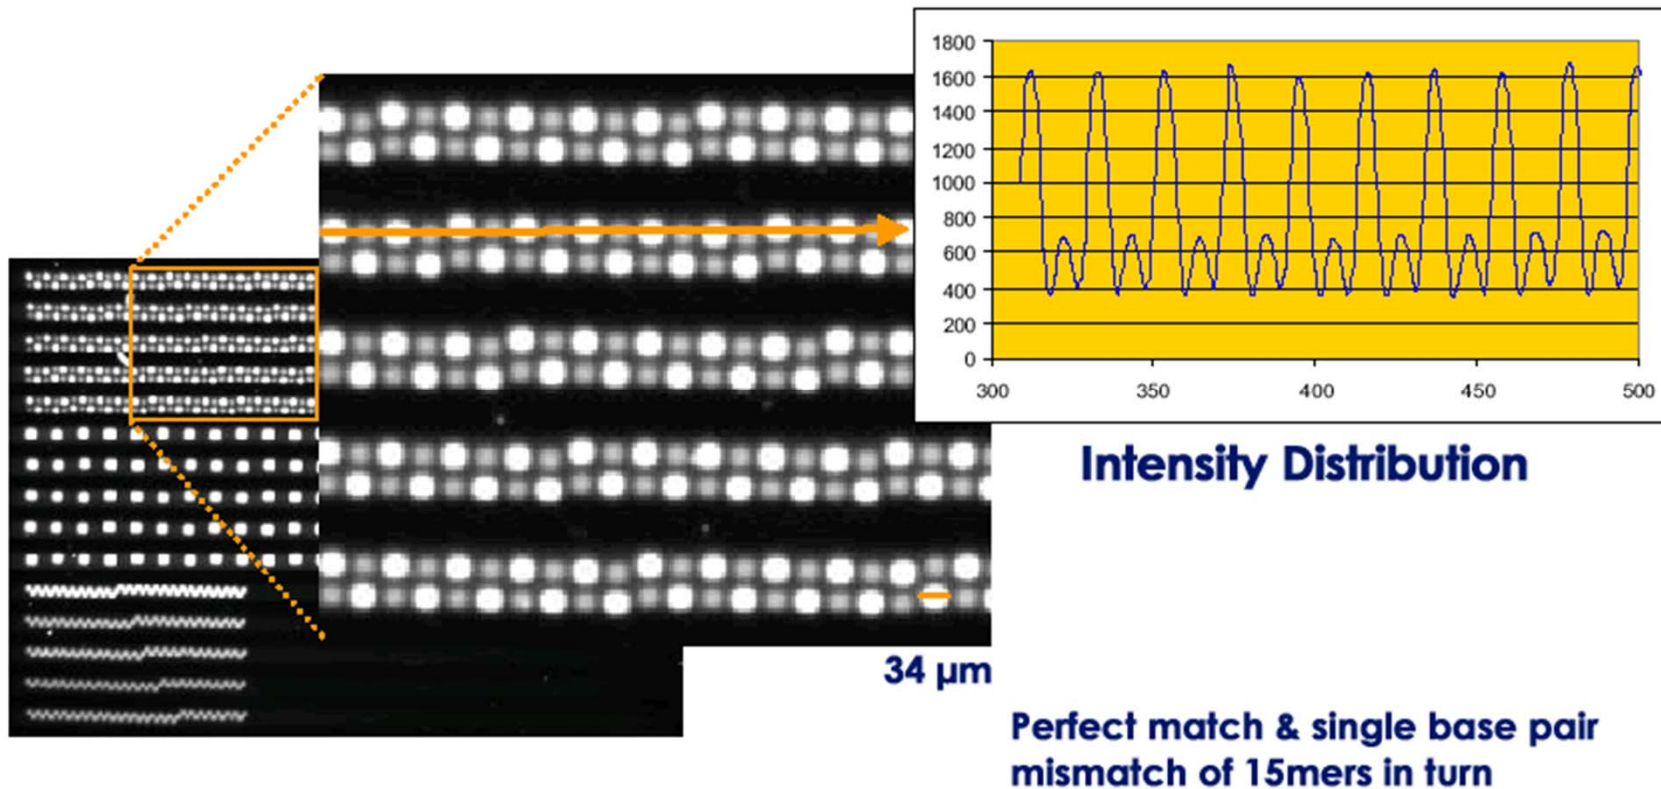 1800
1600
1400
1200
1000
800
600
400
200
0
300 350 400 450 500
Intensity Distribution
34 µm
Perfect match & single base pair
mismatch of 15mers in turn